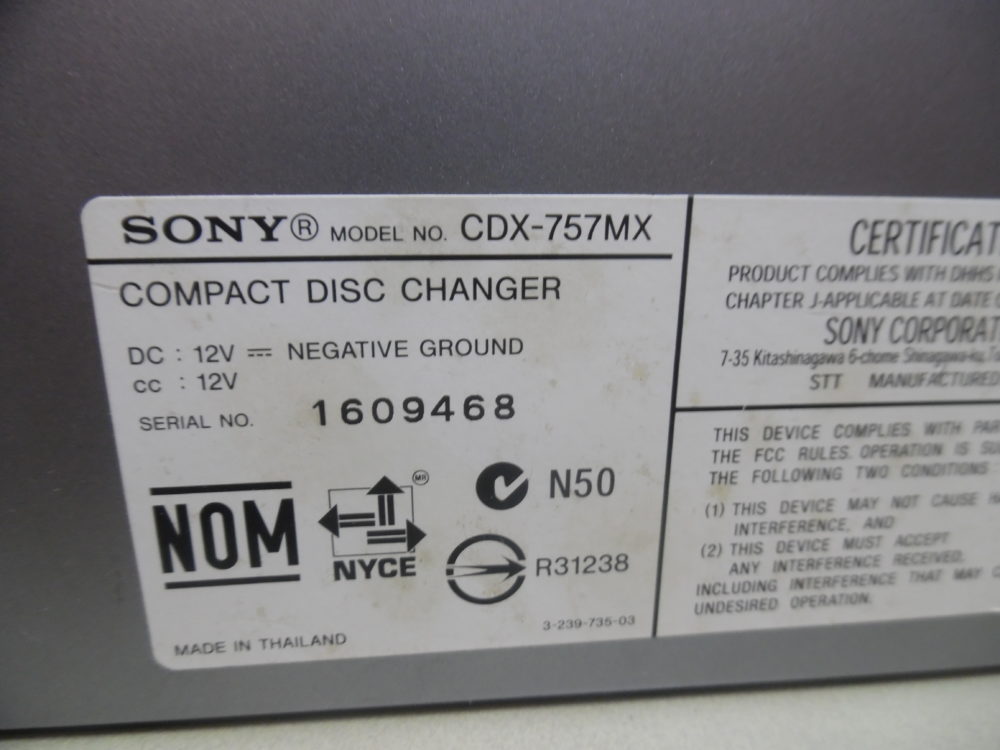 SONY® MODEL NO. CDX-757MX
COMPACT DISC CHANGER
DC : 12V ⎓ NEGATIVE GROUND
CC : 12V
SERIAL NO. 1609468
NOM
MR
NYCE
N50
R31238
3-239-735-03
MADE IN THAILAND
CERTIFICAT
PRODUCT COMPLIES WITH DHHS
CHAPTER J-APPLICABLE AT DATE
SONY CORPORAT
7-35 Kitashinagawa 6-chome Shinagawa-ku,
STT MANUFACTURED
THIS DEVICE COMPLIES WITH PAR
THE FCC RULES. OPERATION IS SU
THE FOLLOWING TWO CONDITIONS
(1) THIS DEVICE MAY NOT CAUSE
INTERFERENCE, AND
(2) THIS DEVICE MUST ACCEPT
ANY INTERFERENCE RECEIVED,
INCLUDING INTERFERENCE THAT MAY
UNDESIRED OPERATION.